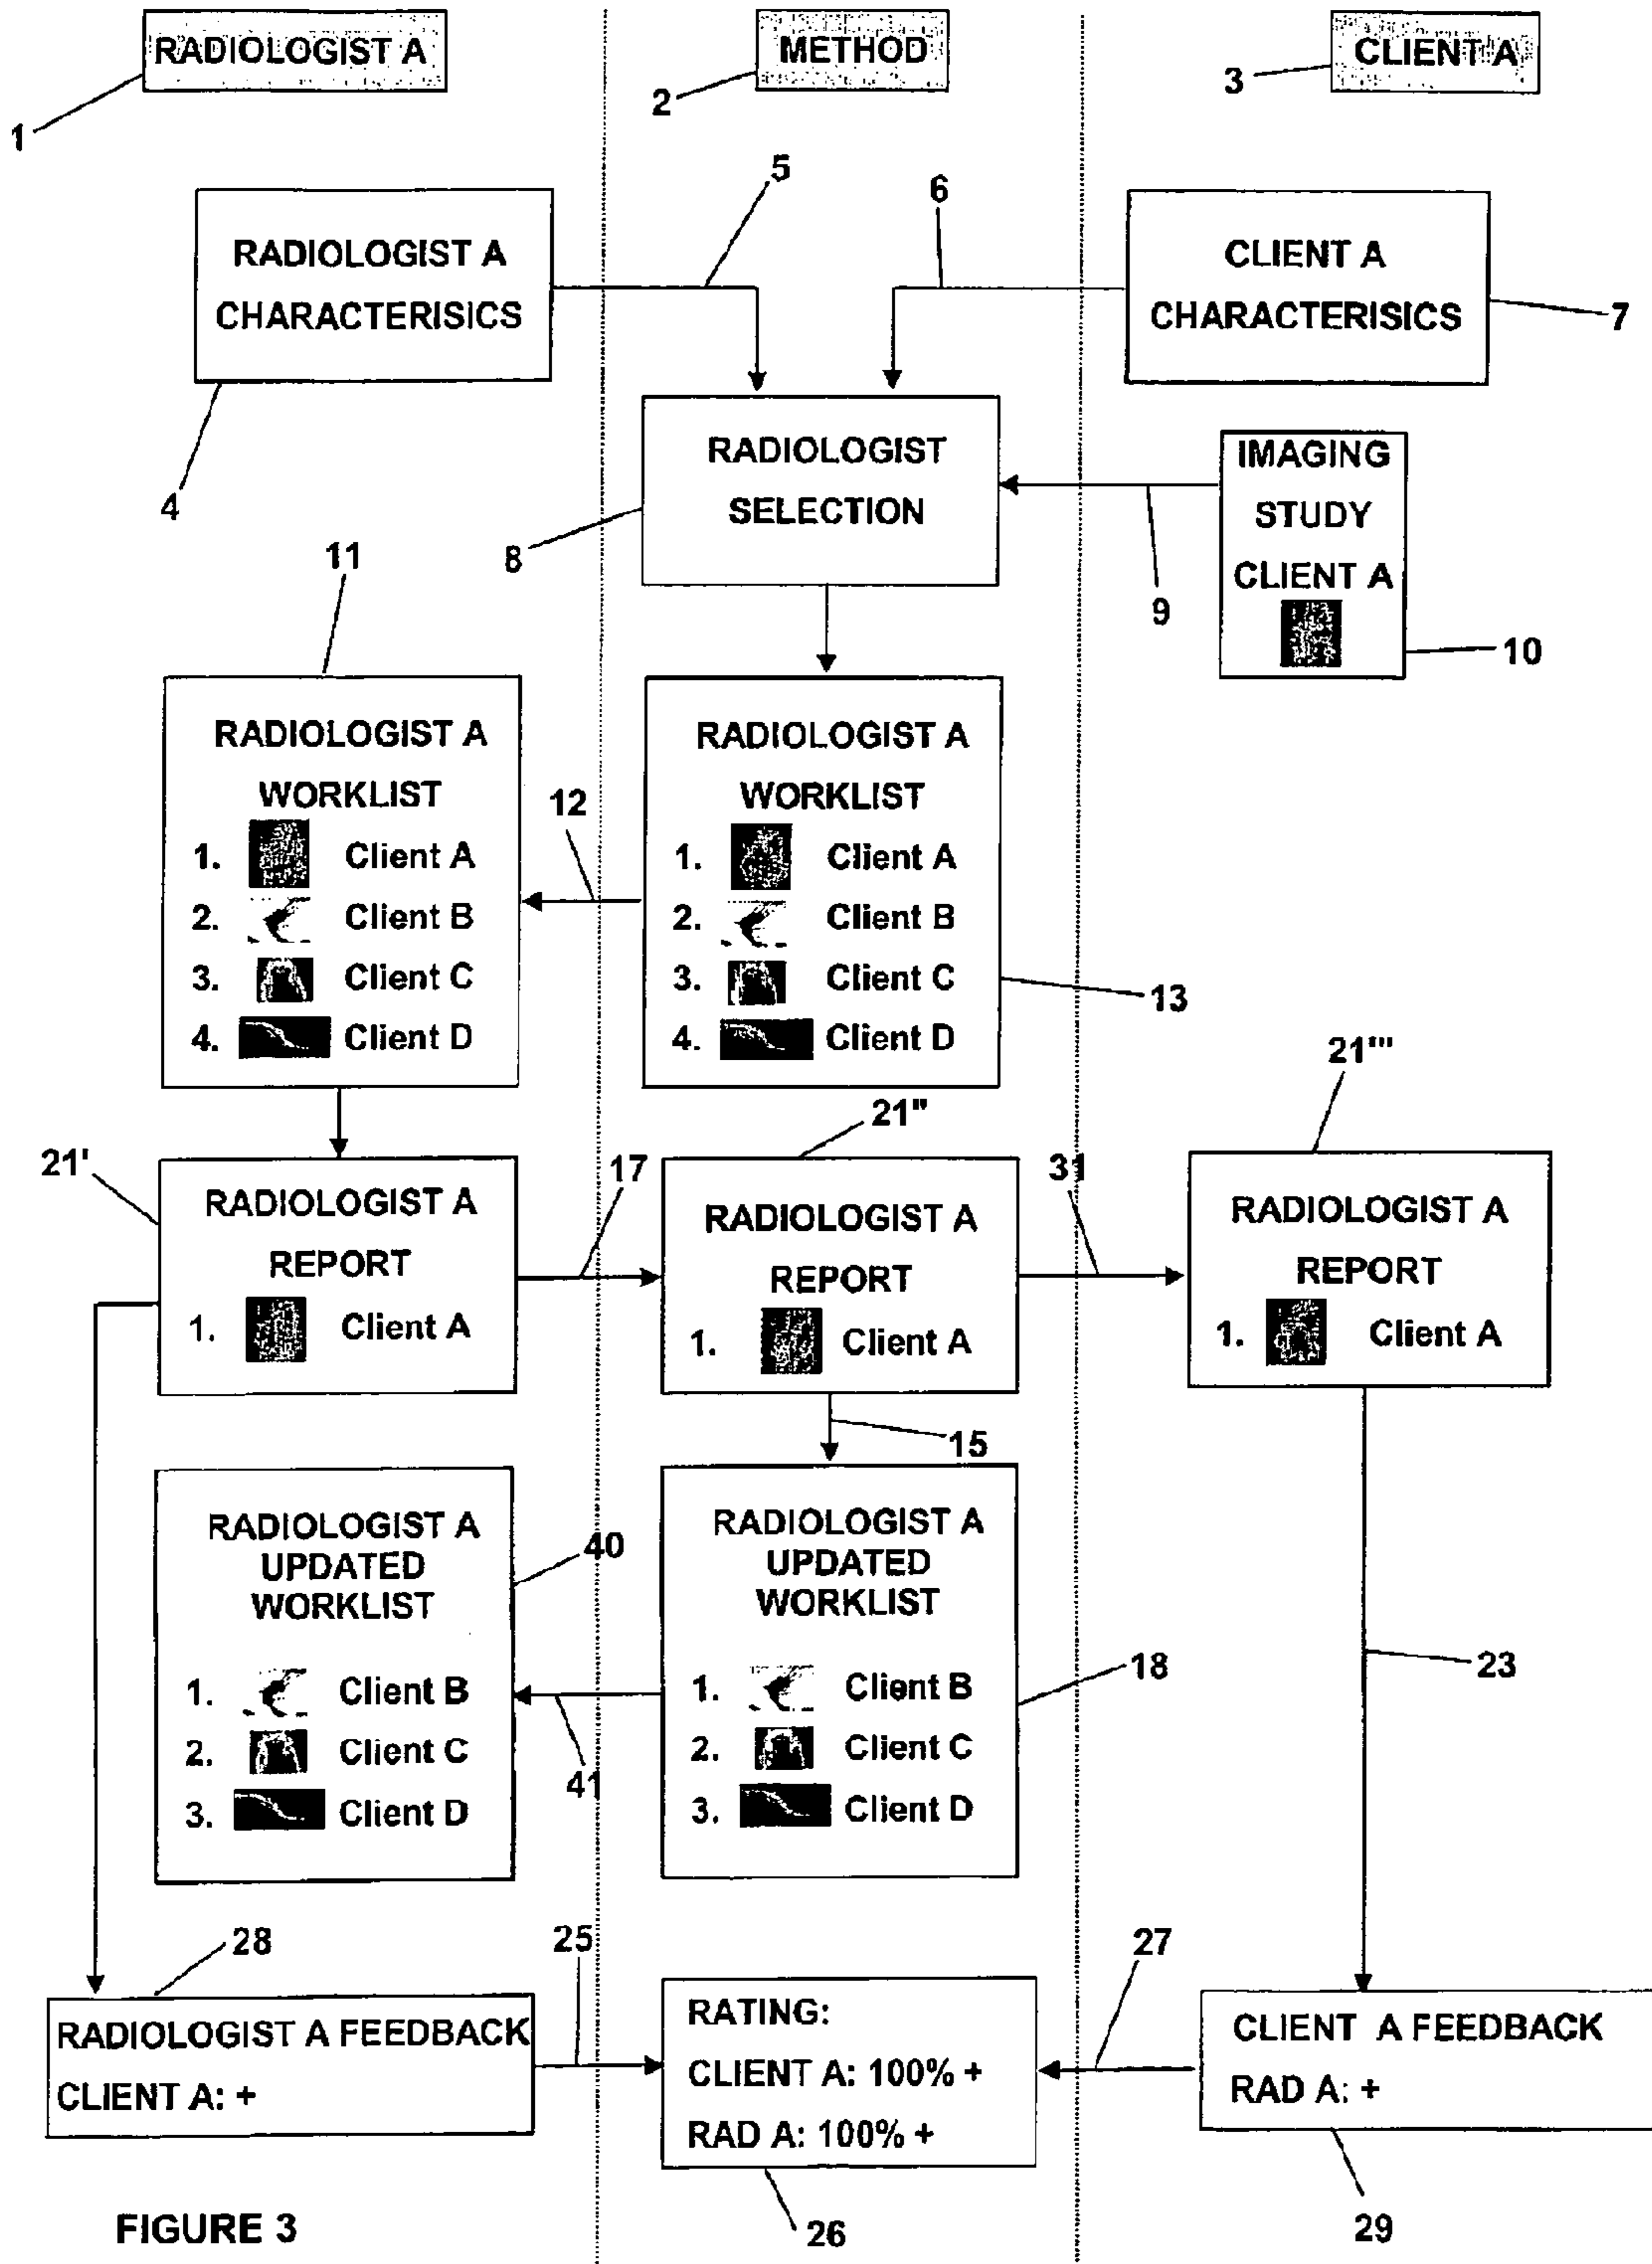 RADIOLOGIST A
METHOD
CLIENT A
1
2
3
5
6
RADIOLOGIST A
CHARACTERISICS
4
CLIENT A
CHARACTERISICS
7
RADIOLOGIST
SELECTION
8
IMAGING
STUDY
CLIENT A
9
10
11
RADIOLOGIST A
WORKLIST
1. Client A
2. Client B
3. Client C
4. Client D
12
RADIOLOGIST A
WORKLIST
1. Client A
2. Client B
3. Client C
4. Client D
13
21'
RADIOLOGIST A
REPORT
1. Client A
17
21"
RADIOLOGIST A
REPORT
1. Client A
31
21'''
RADIOLOGIST A
REPORT
1. Client A
15
RADIOLOGIST A
UPDATED
WORKLIST
1. Client B
2. Client C
3. Client D
40
41
RADIOLOGIST A
UPDATED
WORKLIST
1. Client B
2. Client C
3. Client D
18
23
28
RADIOLOGIST A FEEDBACK
CLIENT A: +
25
RATING:
CLIENT A: 100% +
RAD A: 100% +
26
27
CLIENT A FEEDBACK
RAD A: +
29
FIGURE 3